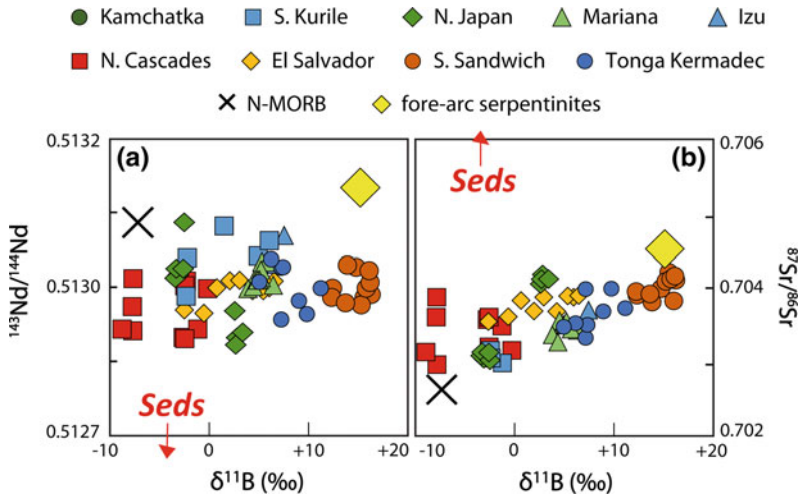 Kamchatka S. Kurile N. Japan Mariana Izu
N. Cascades El Salvador S. Sandwich Tonga Kermadec
N-MORB fore-arc serpentinites
0.5132 (a) (b) 0.706
Seds
¹⁴³Nd/¹⁴⁴Nd 0.5130 0.704 ⁸⁷Sr/⁸⁶Sr
Seds
0.5127 0.702
-10 0 +10 +20 -10 0 +10 +20
δ¹¹B (‰) δ¹¹B (‰)